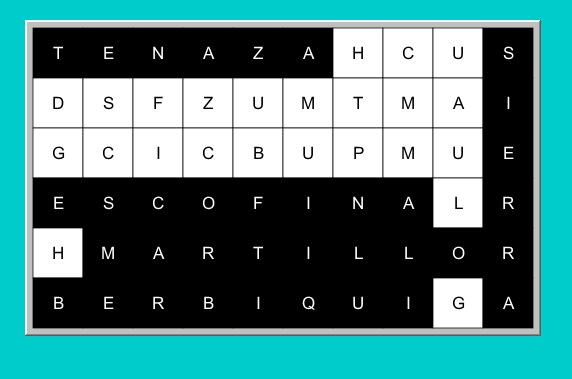 T E N A Z A H C U S
D S F Z U M T M A I
G C I C B U P M U E
E S C O F I N A L R
H M A R T I L L O R
B E R B I Q U I G A